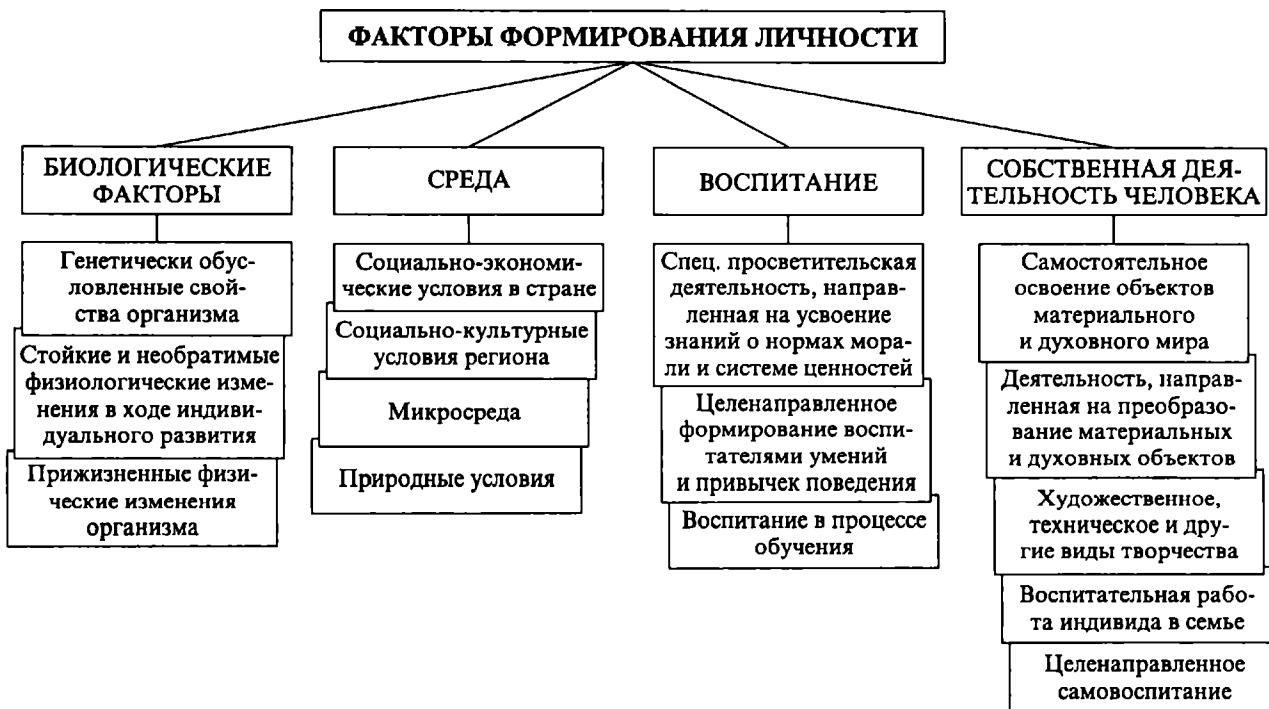 ФАКТОРЫ ФОРМИРОВАНИЯ ЛИЧНОСТИ
БИОЛОГИЧЕСКИЕ
ФАКТОРЫ
Генетически обус-
ловленные свой-
ства организма
Стойкие и необратимые
физиологические изме-
нения в ходе индиви-
дуального развития
Прижизненные физи-
ческие изменения
организма
СРЕДА
Социально-экономи-
ческие условия в стране
Социально-культурные
условия региона
Микросреда
Природные условия
ВОСПИТАНИЕ
Спец. просветительская
деятельность, направ-
ленная на усвоение
знаний о нормах мора-
ли и системе ценностей
Целенаправленное
формирование воспи-
тателями умений
и привычек поведения
Воспитание в процессе
обучения
СОБСТВЕННАЯ ДЕЯ-
ТЕЛЬНОСТЬ ЧЕЛОВЕКА
Самостоятельное
освоение объектов
материального
и духовного мира
Деятельность, направ-
ленная на преобразо-
вание материальных
и духовных объектов
Художественное,
техническое и дру-
гие виды творчества
Воспитательная рабо-
та индивида в семье
Целенаправленное
самовоспитание